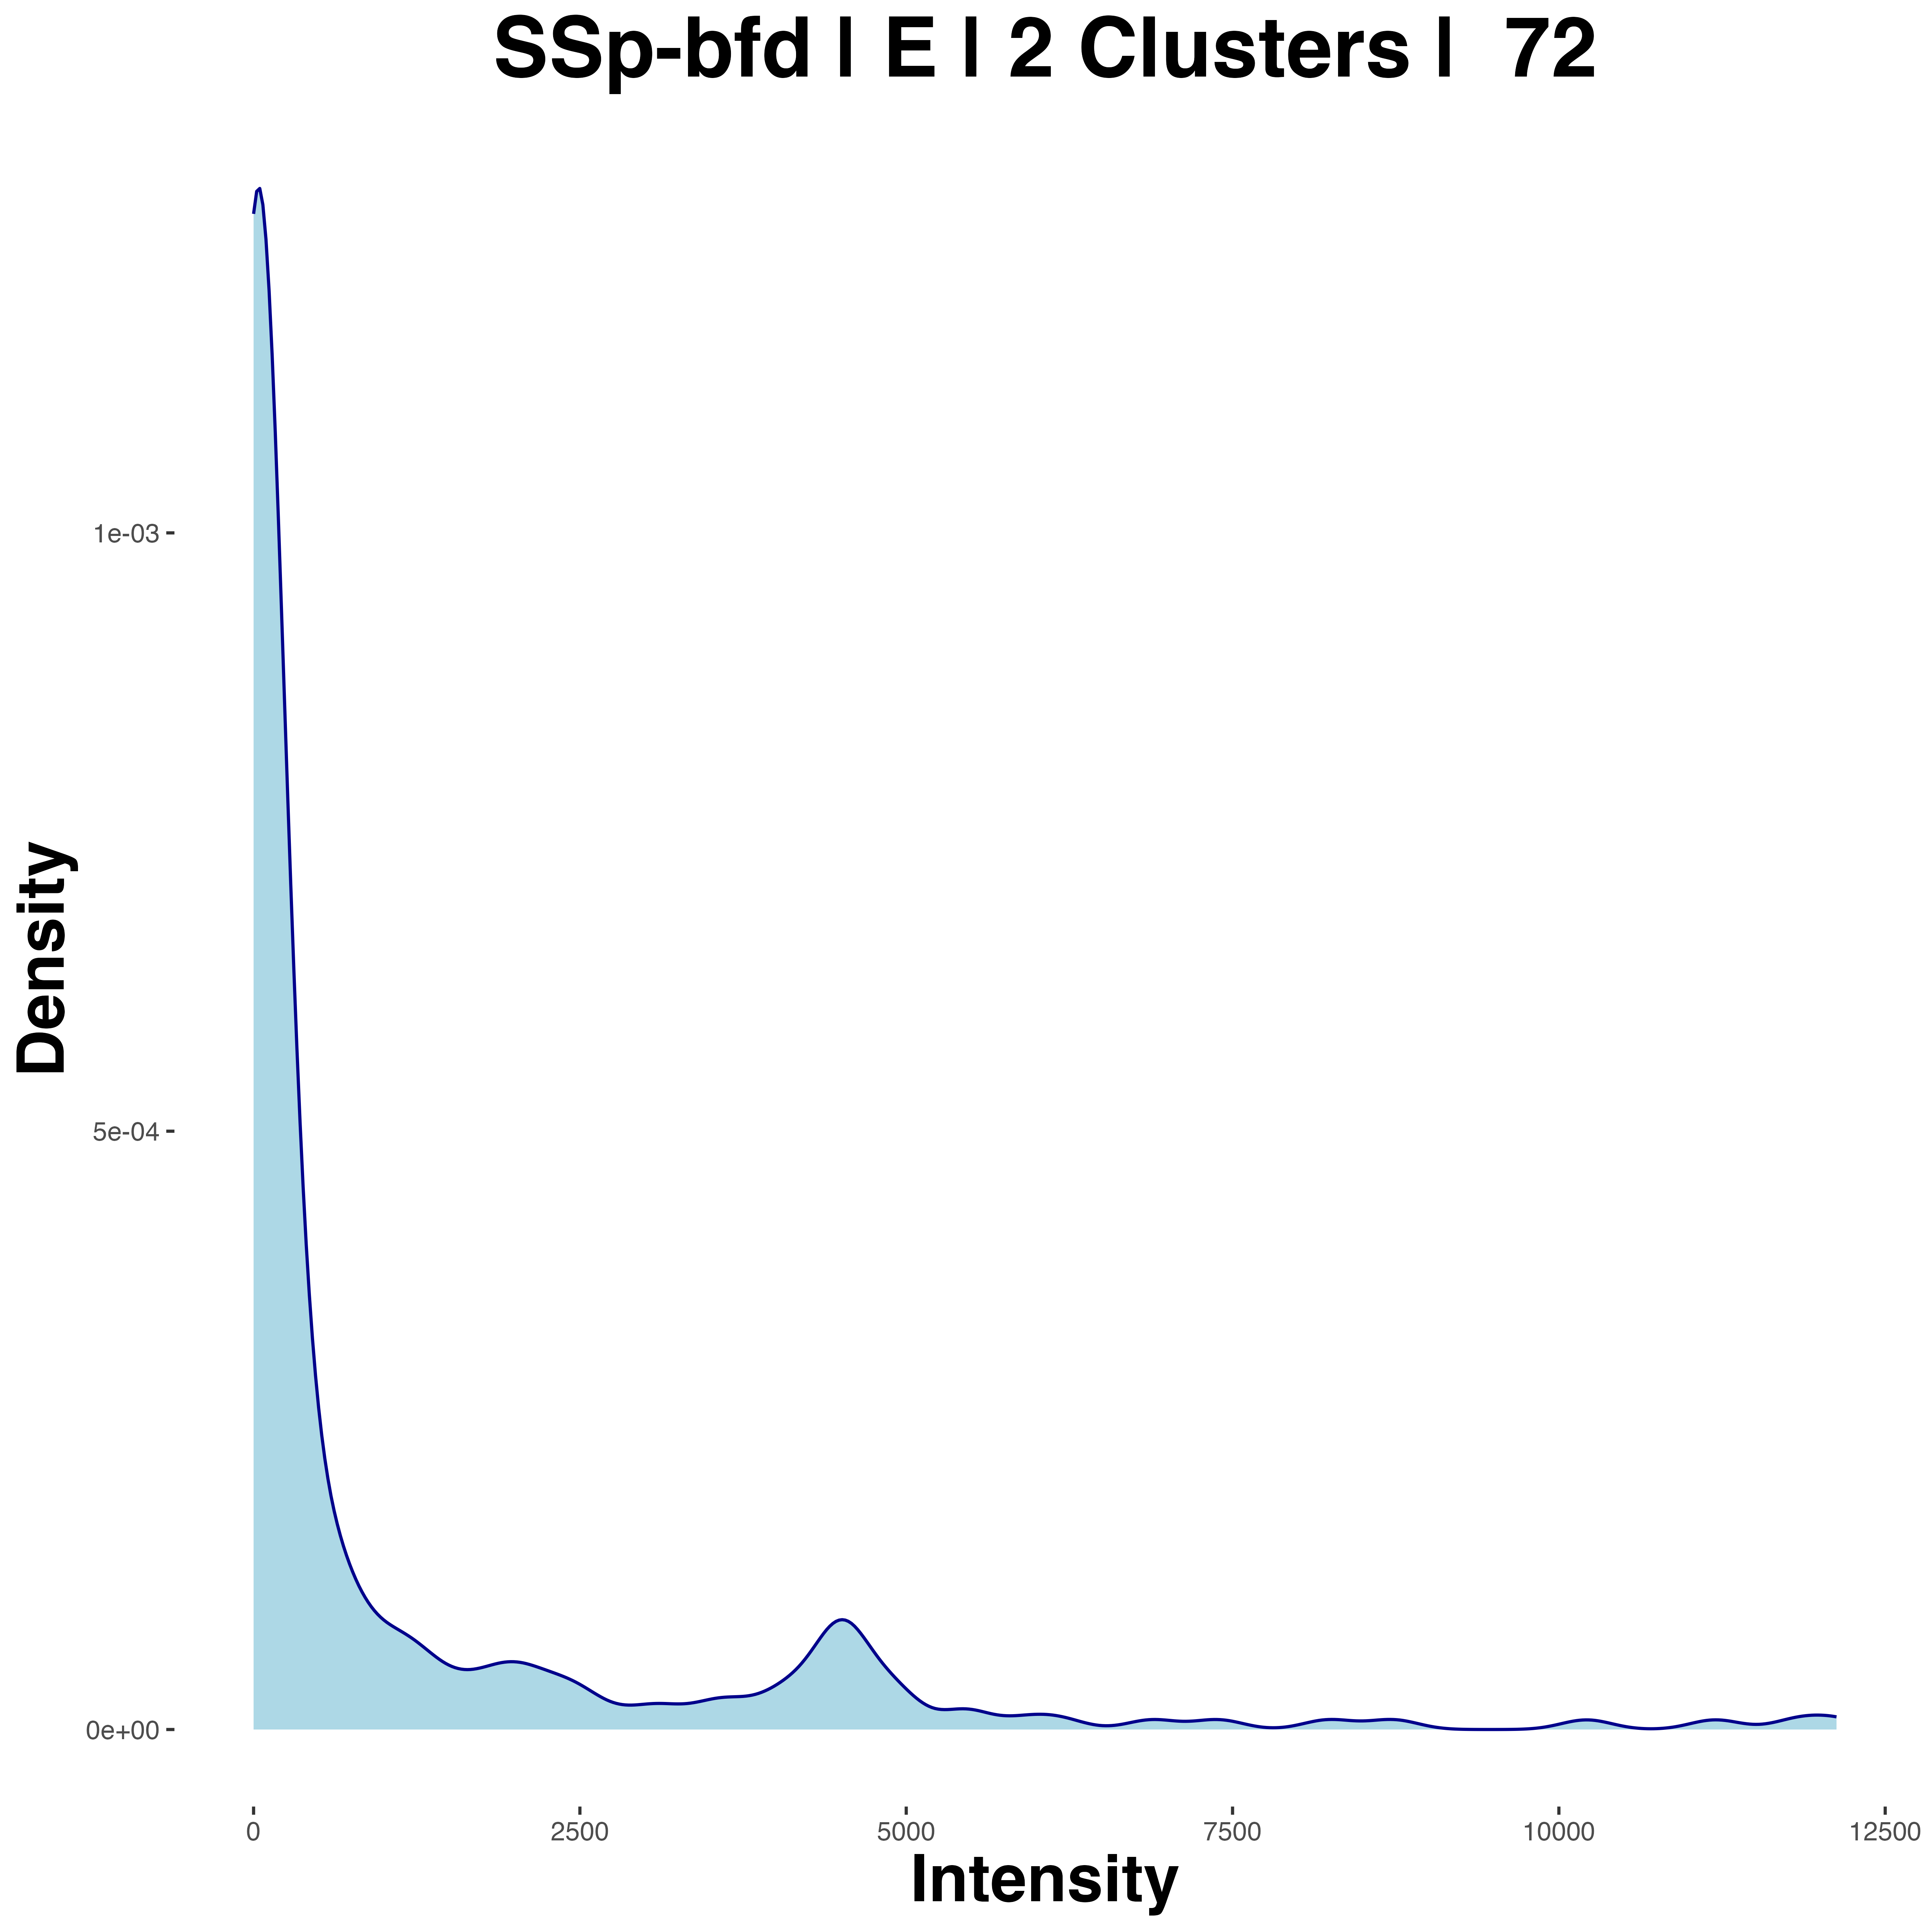 SSp-bfd | E | 2 Clusters | 72
Density
1e-03
5e-04
0e+00
0
2500
5000
7500
10000
12500
Intensity